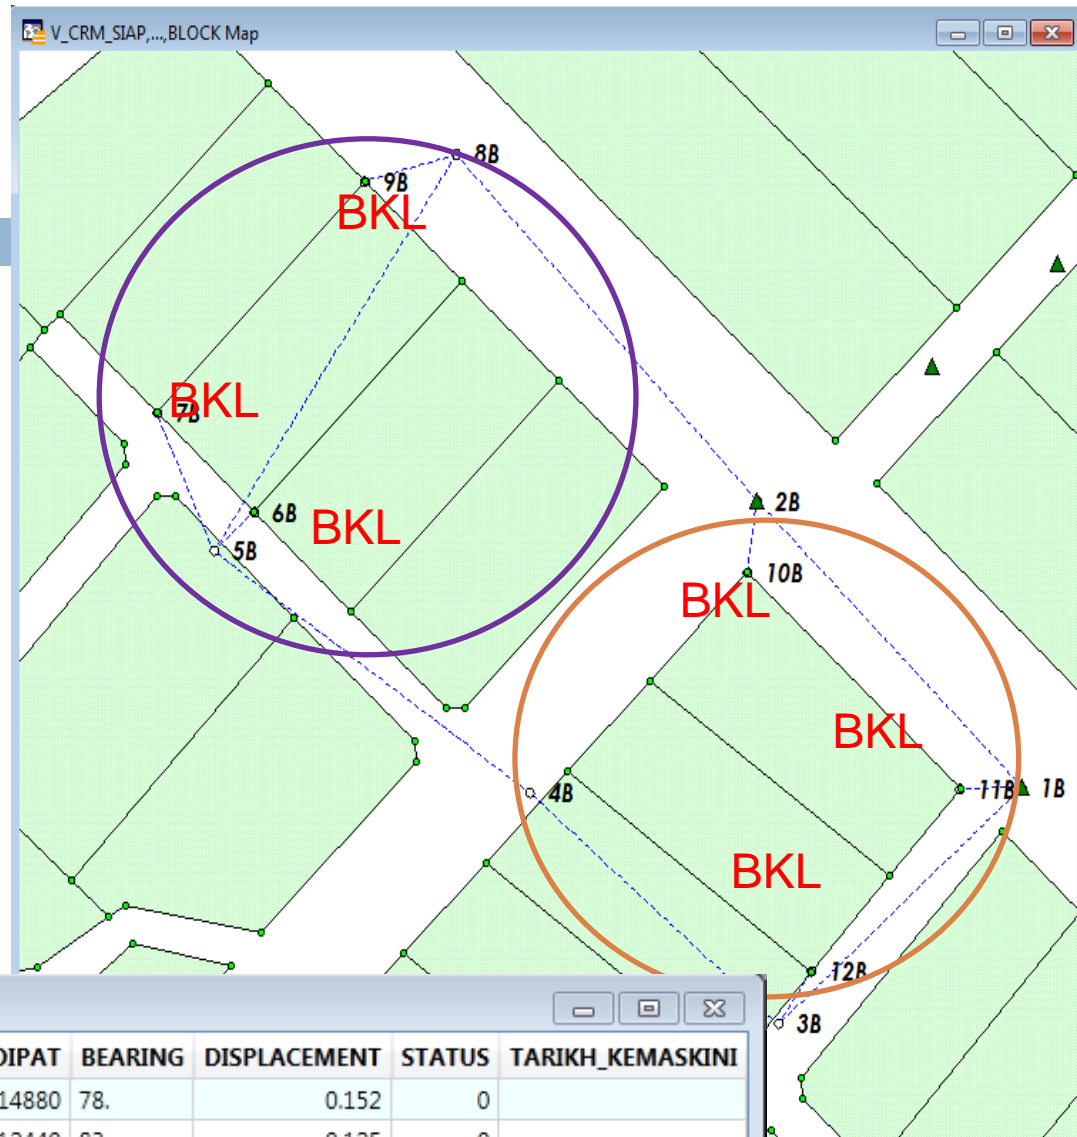 V_CRM_SIAP,...,BLOCK Map
8B
9B
BKL
BKL
7B
6B
BKL
5B
2B
10B
BKL
BKL
11B
1B
4B
BKL
12B
3B
DIPAT BEARING DISPLACEMENT STATUS TARIKH_KEMASKINI
14880 78. 0.152 0